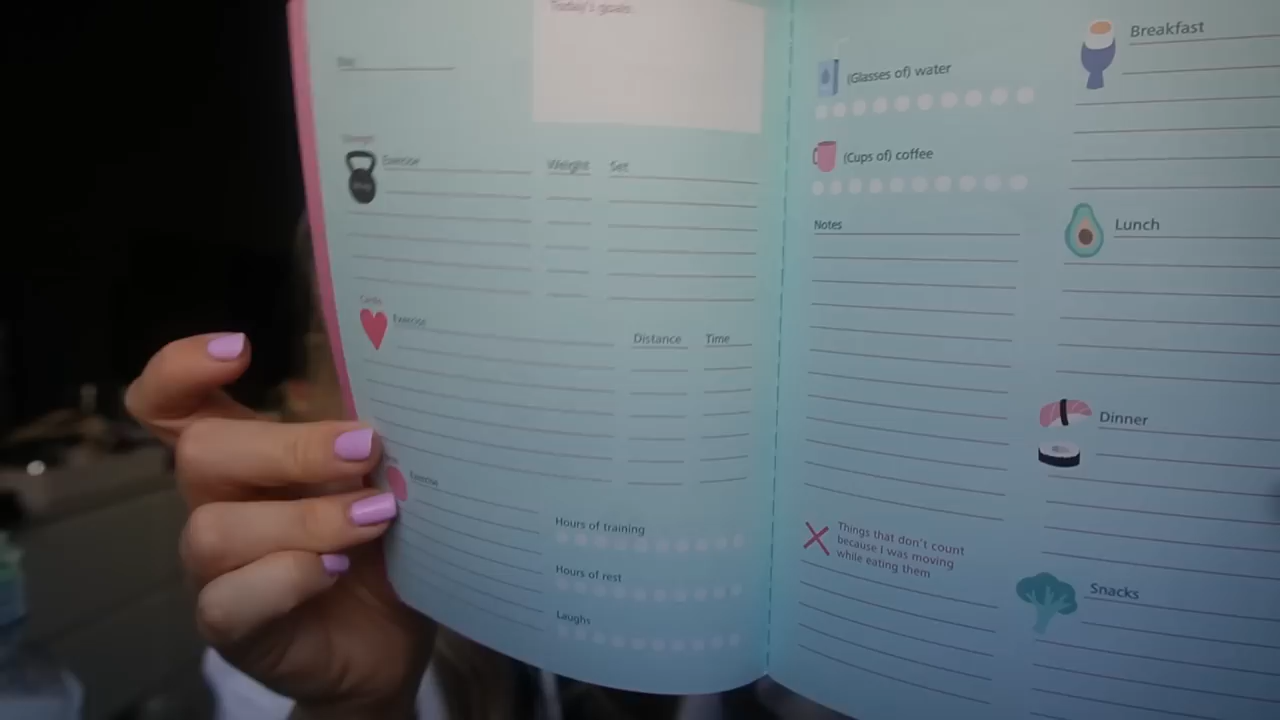 Today's goals:
Exercise
Weight
Set
Cardio
Exercise
Distance
Time
Exercise
Hours of training
Hours of rest
Laughs
(Glasses of) water
(Cups of) coffee
Notes
Things that don't count
because I was moving
while eating them
Breakfast
Lunch
Dinner
Snacks